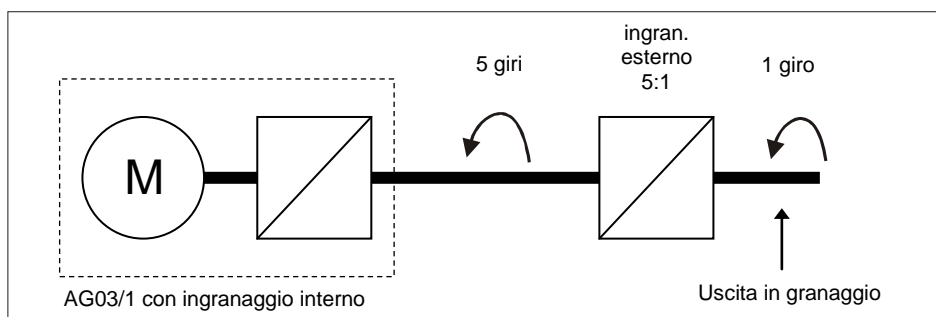 ingran.
esterno
5:1
5 giri
1 giro
M
AG03/1 con ingranaggio interno
Uscita in granaggio